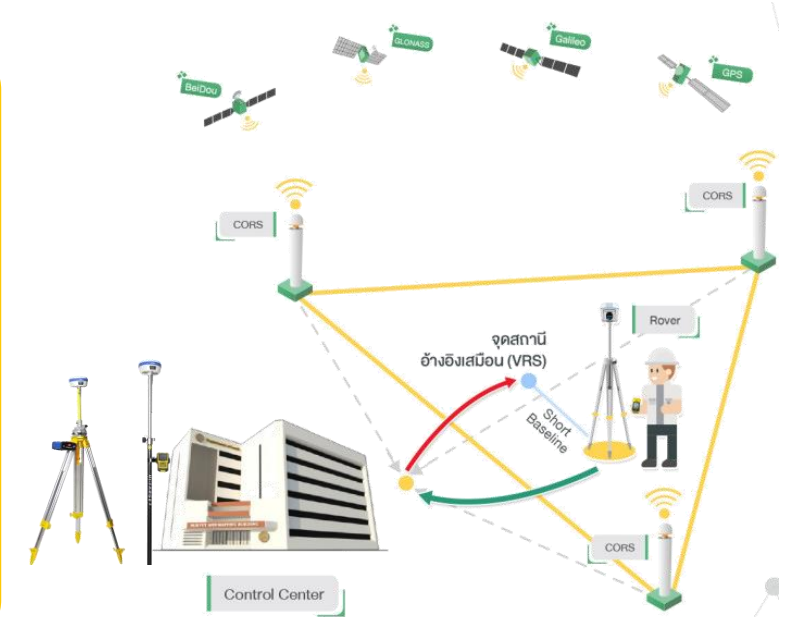 BeiDou
GLONASS
Galileo
GPS
CORS
CORS
Rover
จุดสถานี
อ้างอิงเสมือน (VRS)
Short
Baseline
CORS
Control Center